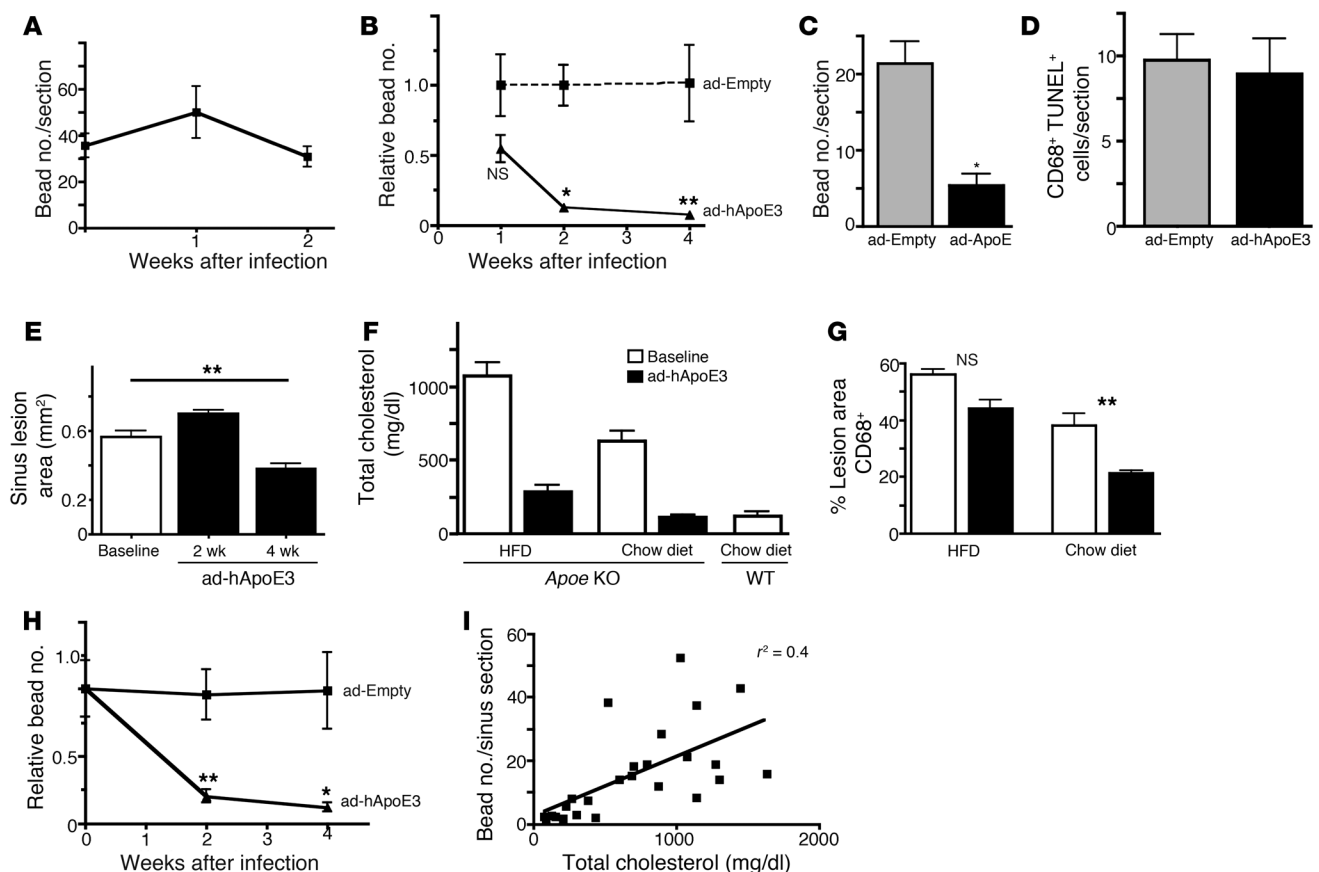 A
Bead no./section
60
40
20
0
1
2
Weeks after infection
B
Relative bead no.
1.0
0.5
0
ad-Empty
NS
*
**
ad-hApoE3
0
1
2
3
4
Weeks after infection
C
Bead no./section
20
10
0
*
ad-Empty
ad-ApoE
D
CD68⁺ TUNEL⁺
cells/section
10
5
0
ad-Empty
ad-hApoE3
E
Sinus lesion
area (mm²)
0.6
0.2
0
**
Baseline
2 wk
4 wk
ad-hApoE3
F
Total cholesterol
(mg/dl)
1000
500
0
Baseline
ad-hApoE3
HFD
Chow diet
Chow diet
Apoe KO
WT
G
% Lesion area
CD68⁺
60
40
20
0
NS
**
HFD
Chow diet
H
Relative bead no.
1.0
0.5
0
ad-Empty
**
*
ad-hApoE3
0
1
2
3
4
Weeks after infection
I
Bead no./sinus section
60
40
20
0
r² = 0.4
0
1000
2000
Total cholesterol (mg/dl)